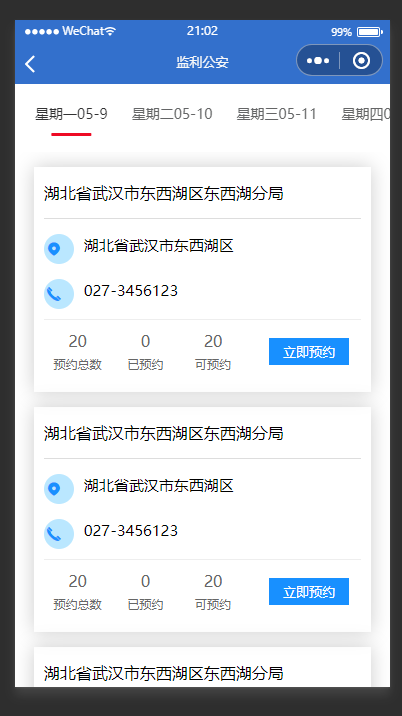 ●●●●● WeChat 21:02 99%
监利公安
星期一05-9 星期二05-10 星期三05-11 星期四0
湖北省武汉市东西湖区东西湖分局
湖北省武汉市东西湖区
027-3456123
20 0 20
预约总数 已预约 可预约 立即预约
湖北省武汉市东西湖区东西湖分局
湖北省武汉市东西湖区
027-3456123
20 0 20
预约总数 已预约 可预约 立即预约
湖北省武汉市东西湖区东西湖分局